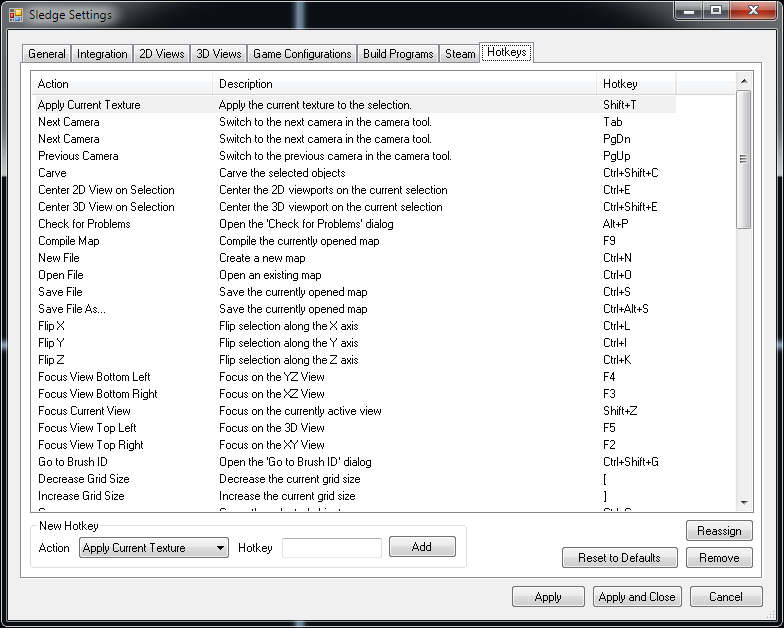 Sledge Settings
General Integration 2D Views 3D Views Game Configurations Build Programs Steam Hotkeys
Action Description Hotkey
Apply Current Texture Apply the current texture to the selection. Shift+T
Next Camera Switch to the next camera in the camera tool. Tab
Next Camera Switch to the next camera in the camera tool. PgDn
Previous Camera Switch to the previous camera in the camera tool. PgUp
Carve Carve the selected objects Ctrl+Shift+C
Center 2D View on Selection Center the 2D viewports on the current selection Ctrl+E
Center 3D View on Selection Center the 3D viewport on the current selection Ctrl+Shift+E
Check for Problems Open the 'Check for Problems' dialog Alt+P
Compile Map Compile the currently opened map F9
New File Create a new map Ctrl+N
Open File Open an existing map Ctrl+O
Save File Save the currently opened map Ctrl+S
Save File As... Save the currently opened map Ctrl+Alt+S
Flip X Flip selection along the X axis Ctrl+L
Flip Y Flip selection along the Y axis Ctrl+I
Flip Z Flip selection along the Z axis Ctrl+K
Focus View Bottom Left Focus on the YZ View F4
Focus View Bottom Right Focus on the XZ View F3
Focus Current View Focus on the currently active view Shift+Z
Focus View Top Left Focus on the 3D View F5
Focus View Top Right Focus on the XY View F2
Go to Brush ID Open the 'Go to Brush ID' dialog Ctrl+Shift+G
Decrease Grid Size Decrease the current grid size [
Increase Grid Size Increase the current grid size ]
New Hotkey
Reassign
Action Apply Current Texture Hotkey Add
Reset to Defaults Remove
Apply Apply and Close Cancel